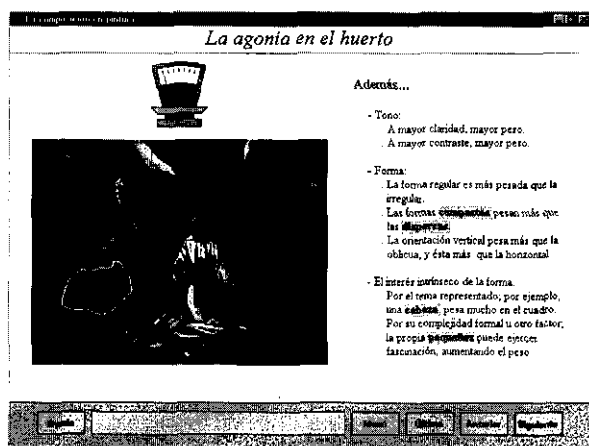 La composición en pintura
La agonía en el huerto
Además...
- Tono:
A mayor claridad, mayor peso.
. A mayor contraste, mayor peso.
- Forma:
. La forma regular es más pesada que la
irregular.
. Las formas compactas pesan más que
las dispersas
. La orientación vertical pesa más que la
oblicua, y ésta más que la horizontal
- El interés intrínseco de la forma.
Por el tema representado; por ejemplo,
una cabeza, pesa mucho en el cuadro.
Por su complejidad formal u otro factor;
la propia pequeñez puede ejercer
fascinación, aumentando el peso